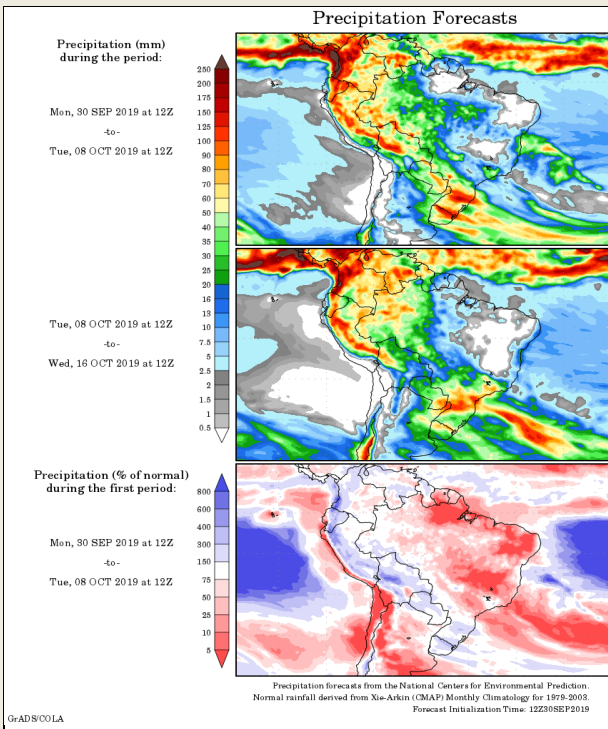 Precipitation Forecasts
Precipitation (mm)
during the period:
Mon, 30 SEP 2019 at 12Z
-to-
Tue, 08 OCT 2019 at 12Z
250
200
175
150
125
100
90
80
70
60
50
40
35
30
25
20
16
13
10
7.5
5
2.5
2
1.5
1
0.5
Tue, 08 OCT 2019 at 12Z
-to-
Wed, 16 OCT 2019 at 12Z
Precipitation (% of normal)
during the first period:
Mon, 30 SEP 2019 at 12Z
-to-
Tue, 08 OCT 2019 at 12Z
800
600
400
300
150
75
50
25
10
5
Precipitation forecasts from the National Centers for Environmental Prediction.
Normal rainfall derived from Xie-Arkin (CMAP) Monthly Climatology for 1979-2003.
Forecast Initialization Time: 12Z30SEP2019
GrADS/COLA